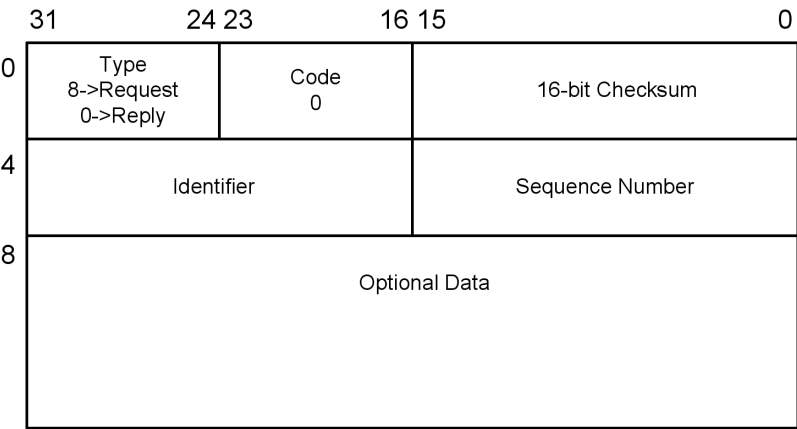 31 24 23 16 15 0
0
Type
8->Request
0->Reply
Code
0
16-bit Checksum
4
Identifier
Sequence Number
8
Optional Data